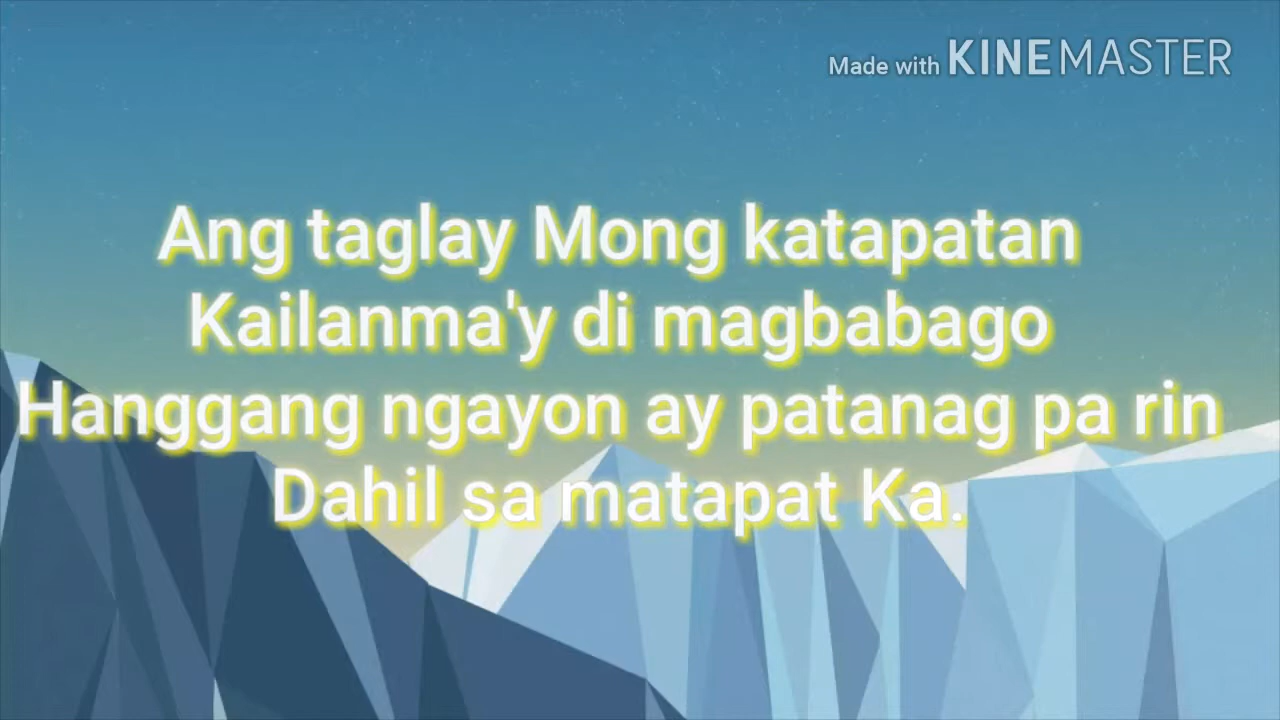 Made with KINEMASTER
Ang taglay Mong katapatan
Kailanma'y di magbabago
Hanggang ngayon ay patanag pa rin
Dahil sa matapat Ka.